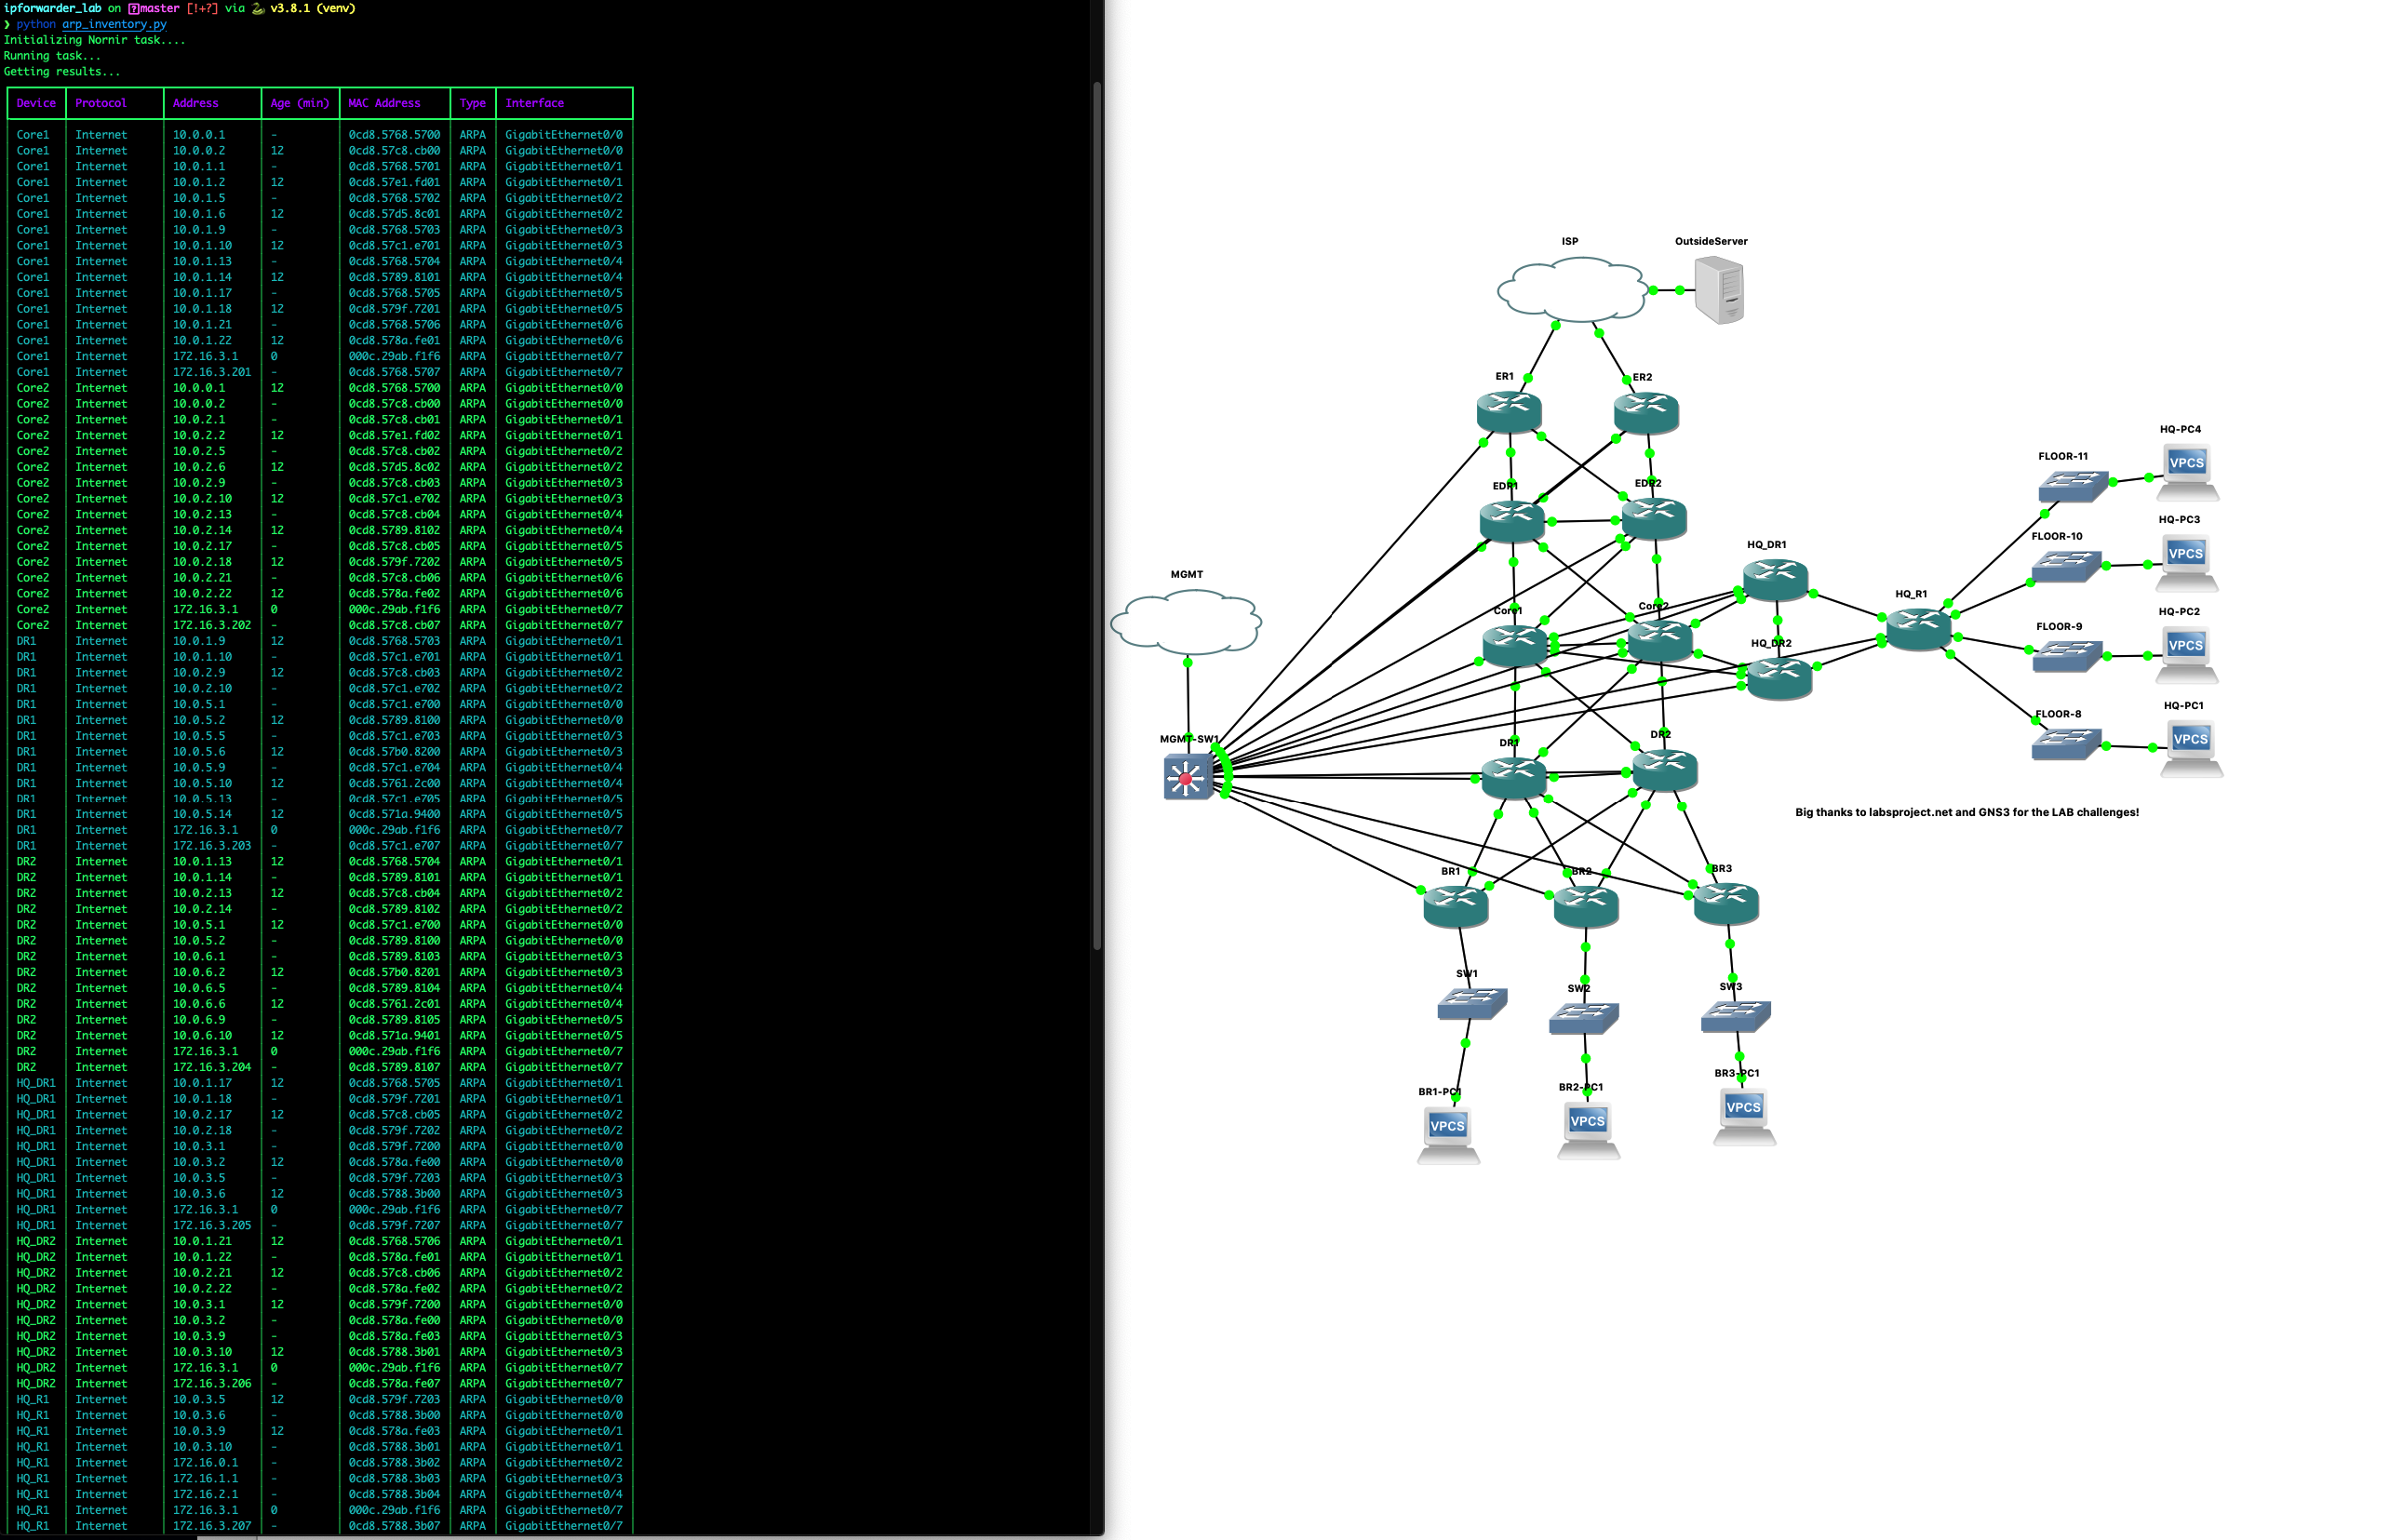 ipforwarder_lab on master [!+?] via v3.8.1 (venv)
❯ python arp_inventory.py
Initializing Nornir task....
Running task...
Getting results...
Device Protocol Address Age (min) MAC Address Type Interface
Core1 Internet 10.0.0.1 - 0cd8.5768.5700 ARPA GigabitEthernet0/0
Core1 Internet 10.0.0.2 12 0cd8.57c8.cb00 ARPA GigabitEthernet0/0
Core1 Internet 10.0.1.1 - 0cd8.5768.5701 ARPA GigabitEthernet0/1
Core1 Internet 10.0.1.2 12 0cd8.57e1.fd01 ARPA GigabitEthernet0/1
Core1 Internet 10.0.1.5 - 0cd8.5768.5702 ARPA GigabitEthernet0/2
Core1 Internet 10.0.1.6 12 0cd8.57d5.8c01 ARPA GigabitEthernet0/2
Core1 Internet 10.0.1.9 - 0cd8.5768.5703 ARPA GigabitEthernet0/3
Core1 Internet 10.0.1.10 12 0cd8.57c1.e701 ARPA GigabitEthernet0/3
Core1 Internet 10.0.1.13 - 0cd8.5768.5704 ARPA GigabitEthernet0/4
Core1 Internet 10.0.1.14 12 0cd8.5789.8101 ARPA GigabitEthernet0/4
Core1 Internet 10.0.1.17 - 0cd8.5768.5705 ARPA GigabitEthernet0/5
Core1 Internet 10.0.1.18 12 0cd8.579f.7201 ARPA GigabitEthernet0/5
Core1 Internet 10.0.1.21 - 0cd8.5768.5706 ARPA GigabitEthernet0/6
Core1 Internet 10.0.1.22 12 0cd8.578a.fe01 ARPA GigabitEthernet0/6
Core1 Internet 172.16.3.1 0 000c.29ab.f1f6 ARPA GigabitEthernet0/7
Core1 Internet 172.16.3.201 - 0cd8.5768.5707 ARPA GigabitEthernet0/7
Core2 Internet 10.0.0.1 12 0cd8.5768.5700 ARPA GigabitEthernet0/0
Core2 Internet 10.0.0.2 - 0cd8.57c8.cb00 ARPA GigabitEthernet0/0
Core2 Internet 10.0.2.1 - 0cd8.57c8.cb01 ARPA GigabitEthernet0/1
Core2 Internet 10.0.2.2 12 0cd8.57e1.fd02 ARPA GigabitEthernet0/1
Core2 Internet 10.0.2.5 - 0cd8.57c8.cb02 ARPA GigabitEthernet0/2
Core2 Internet 10.0.2.6 12 0cd8.57d5.8c02 ARPA GigabitEthernet0/2
Core2 Internet 10.0.2.9 - 0cd8.57c8.cb03 ARPA GigabitEthernet0/3
Core2 Internet 10.0.2.10 12 0cd8.57c1.e702 ARPA GigabitEthernet0/3
Core2 Internet 10.0.2.13 - 0cd8.57c8.cb04 ARPA GigabitEthernet0/4
Core2 Internet 10.0.2.14 12 0cd8.5789.8102 ARPA GigabitEthernet0/4
Core2 Internet 10.0.2.17 - 0cd8.57c8.cb05 ARPA GigabitEthernet0/5
Core2 Internet 10.0.2.18 12 0cd8.579f.7202 ARPA GigabitEthernet0/5
Core2 Internet 10.0.2.21 - 0cd8.57c8.cb06 ARPA GigabitEthernet0/6
Core2 Internet 10.0.2.22 12 0cd8.578a.fe02 ARPA GigabitEthernet0/6
Core2 Internet 172.16.3.1 0 000c.29ab.f1f6 ARPA GigabitEthernet0/7
Core2 Internet 172.16.3.202 - 0cd8.57c8.cb07 ARPA GigabitEthernet0/7
DR1 Internet 10.0.1.9 12 0cd8.5768.5703 ARPA GigabitEthernet0/1
DR1 Internet 10.0.1.10 - 0cd8.57c1.e701 ARPA GigabitEthernet0/1
DR1 Internet 10.0.2.9 12 0cd8.57c8.cb03 ARPA GigabitEthernet0/2
DR1 Internet 10.0.2.10 - 0cd8.57c1.e702 ARPA GigabitEthernet0/2
DR1 Internet 10.0.5.1 - 0cd8.57c1.e700 ARPA GigabitEthernet0/0
DR1 Internet 10.0.5.2 12 0cd8.5789.8100 ARPA GigabitEthernet0/0
DR1 Internet 10.0.5.5 - 0cd8.57c1.e703 ARPA GigabitEthernet0/3
DR1 Internet 10.0.5.6 12 0cd8.57b0.8200 ARPA GigabitEthernet0/3
DR1 Internet 10.0.5.9 - 0cd8.57c1.e704 ARPA GigabitEthernet0/4
DR1 Internet 10.0.5.10 12 0cd8.5761.2c00 ARPA GigabitEthernet0/4
DR1 Internet 10.0.5.13 - 0cd8.57c1.e705 ARPA GigabitEthernet0/5
DR1 Internet 10.0.5.14 12 0cd8.571a.9400 ARPA GigabitEthernet0/5
DR1 Internet 172.16.3.1 0 000c.29ab.f1f6 ARPA GigabitEthernet0/7
DR1 Internet 172.16.3.203 - 0cd8.57c1.e707 ARPA GigabitEthernet0/7
DR2 Internet 10.0.1.13 12 0cd8.5768.5704 ARPA GigabitEthernet0/1
DR2 Internet 10.0.1.14 - 0cd8.5789.8101 ARPA GigabitEthernet0/1
DR2 Internet 10.0.2.13 12 0cd8.57c8.cb04 ARPA GigabitEthernet0/2
DR2 Internet 10.0.2.14 - 0cd8.5789.8102 ARPA GigabitEthernet0/2
DR2 Internet 10.0.5.1 12 0cd8.57c1.e700 ARPA GigabitEthernet0/0
DR2 Internet 10.0.5.2 - 0cd8.5789.8100 ARPA GigabitEthernet0/0
DR2 Internet 10.0.6.1 - 0cd8.5789.8103 ARPA GigabitEthernet0/3
DR2 Internet 10.0.6.2 12 0cd8.57b0.8201 ARPA GigabitEthernet0/3
DR2 Internet 10.0.6.5 - 0cd8.5789.8104 ARPA GigabitEthernet0/4
DR2 Internet 10.0.6.6 12 0cd8.5761.2c01 ARPA GigabitEthernet0/4
DR2 Internet 10.0.6.9 - 0cd8.5789.8105 ARPA GigabitEthernet0/5
DR2 Internet 10.0.6.10 12 0cd8.571a.9401 ARPA GigabitEthernet0/5
DR2 Internet 172.16.3.1 0 000c.29ab.f1f6 ARPA GigabitEthernet0/7
DR2 Internet 172.16.3.204 - 0cd8.5789.8107 ARPA GigabitEthernet0/7
HQ_DR1 Internet 10.0.1.17 12 0cd8.5768.5705 ARPA GigabitEthernet0/1
HQ_DR1 Internet 10.0.1.18 - 0cd8.579f.7201 ARPA GigabitEthernet0/1
HQ_DR1 Internet 10.0.2.17 12 0cd8.57c8.cb05 ARPA GigabitEthernet0/2
HQ_DR1 Internet 10.0.2.18 - 0cd8.579f.7202 ARPA GigabitEthernet0/2
HQ_DR1 Internet 10.0.3.1 - 0cd8.579f.7200 ARPA GigabitEthernet0/0
HQ_DR1 Internet 10.0.3.2 12 0cd8.578a.fe00 ARPA GigabitEthernet0/0
HQ_DR1 Internet 10.0.3.5 - 0cd8.579f.7203 ARPA GigabitEthernet0/3
HQ_DR1 Internet 10.0.3.6 12 0cd8.5788.3b00 ARPA GigabitEthernet0/3
HQ_DR1 Internet 172.16.3.1 0 000c.29ab.f1f6 ARPA GigabitEthernet0/7
HQ_DR1 Internet 172.16.3.205 - 0cd8.579f.7207 ARPA GigabitEthernet0/7
HQ_DR2 Internet 10.0.1.21 12 0cd8.5768.5706 ARPA GigabitEthernet0/1
HQ_DR2 Internet 10.0.1.22 - 0cd8.578a.fe01 ARPA GigabitEthernet0/1
HQ_DR2 Internet 10.0.2.21 12 0cd8.57c8.cb06 ARPA GigabitEthernet0/2
HQ_DR2 Internet 10.0.2.22 - 0cd8.578a.fe02 ARPA GigabitEthernet0/2
HQ_DR2 Internet 10.0.3.1 12 0cd8.579f.7200 ARPA GigabitEthernet0/0
HQ_DR2 Internet 10.0.3.2 - 0cd8.578a.fe00 ARPA GigabitEthernet0/0
HQ_DR2 Internet 10.0.3.9 - 0cd8.578a.fe03 ARPA GigabitEthernet0/3
HQ_DR2 Internet 10.0.3.10 12 0cd8.5788.3b01 ARPA GigabitEthernet0/3
HQ_DR2 Internet 172.16.3.1 0 000c.29ab.f1f6 ARPA GigabitEthernet0/7
HQ_DR2 Internet 172.16.3.206 - 0cd8.578a.fe07 ARPA GigabitEthernet0/7
HQ_R1 Internet 10.0.3.5 12 0cd8.579f.7203 ARPA GigabitEthernet0/0
HQ_R1 Internet 10.0.3.6 - 0cd8.5788.3b00 ARPA GigabitEthernet0/0
HQ_R1 Internet 10.0.3.9 12 0cd8.578a.fe03 ARPA GigabitEthernet0/1
HQ_R1 Internet 10.0.3.10 - 0cd8.5788.3b01 ARPA GigabitEthernet0/1
HQ_R1 Internet 172.16.0.1 - 0cd8.5788.3b02 ARPA GigabitEthernet0/2
HQ_R1 Internet 172.16.1.1 - 0cd8.5788.3b03 ARPA GigabitEthernet0/3
HQ_R1 Internet 172.16.2.1 - 0cd8.5788.3b04 ARPA GigabitEthernet0/4
HQ_R1 Internet 172.16.3.1 0 000c.29ab.f1f6 ARPA GigabitEthernet0/7
HQ_R1 Internet 172.16.3.207 - 0cd8.5788.3b07 ARPA GigabitEthernet0/7
ISP
OutsideServer
ER1
ER2
HQ-PC4
FLOOR-11
VPCS
EDR1
EDR2
HQ-PC3
FLOOR-10
VPCS
HQ_DR1
MGMT
HQ_R1
Core1
Core2
HQ-PC2
FLOOR-9
VPCS
HQ_DR2
HQ-PC1
FLOOR-8
VPCS
MGMT-SW1
DR1
DR2
Big thanks to labsproject.net and GNS3 for the LAB challenges!
BR1
BR2
BR3
SW1
SW2
SW3
BR1-PC1
BR2-PC1
BR3-PC1
VPCS
VPCS
VPCS